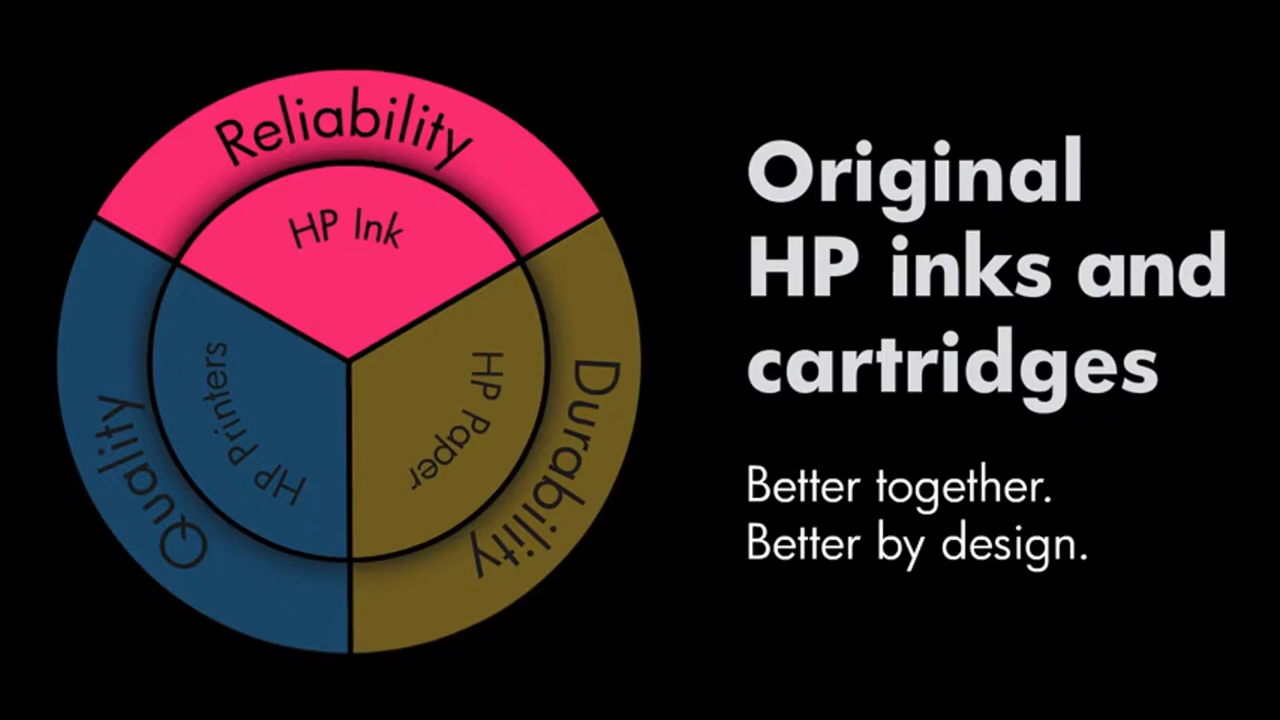 Reliability
HP Ink
Quality
HP Printers
HP Paper
Durability
Original
HP inks and
cartridges
Better together.
Better by design.